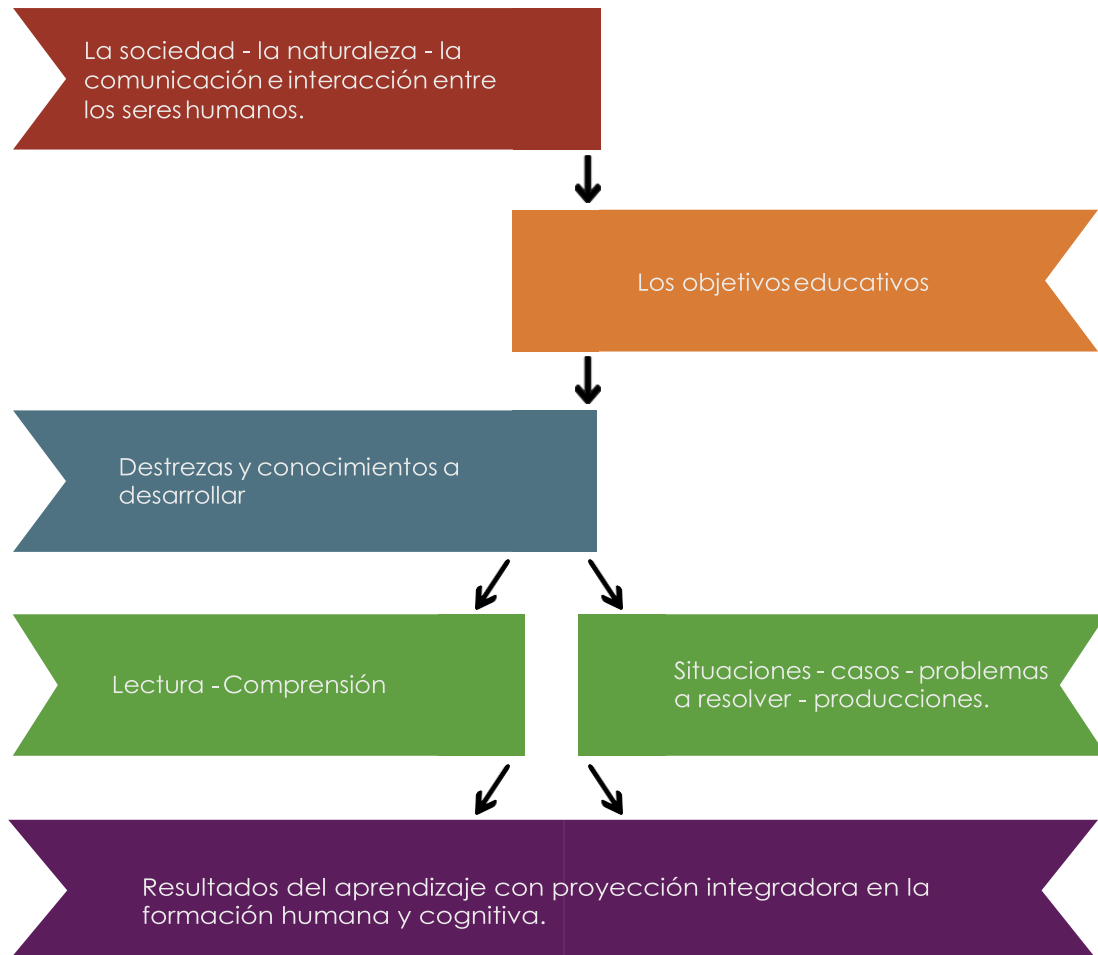 La sociedad - la naturaleza - la
comunicación e interacción entre
los seres humanos.
Los objetivos educativos
Destrezas y conocimientos a
desarrollar
Lectura - Comprensión
Situaciones - casos - problemas
a resolver - producciones.
Resultados del aprendizaje con proyección integradora en la
formación humana y cognitiva.